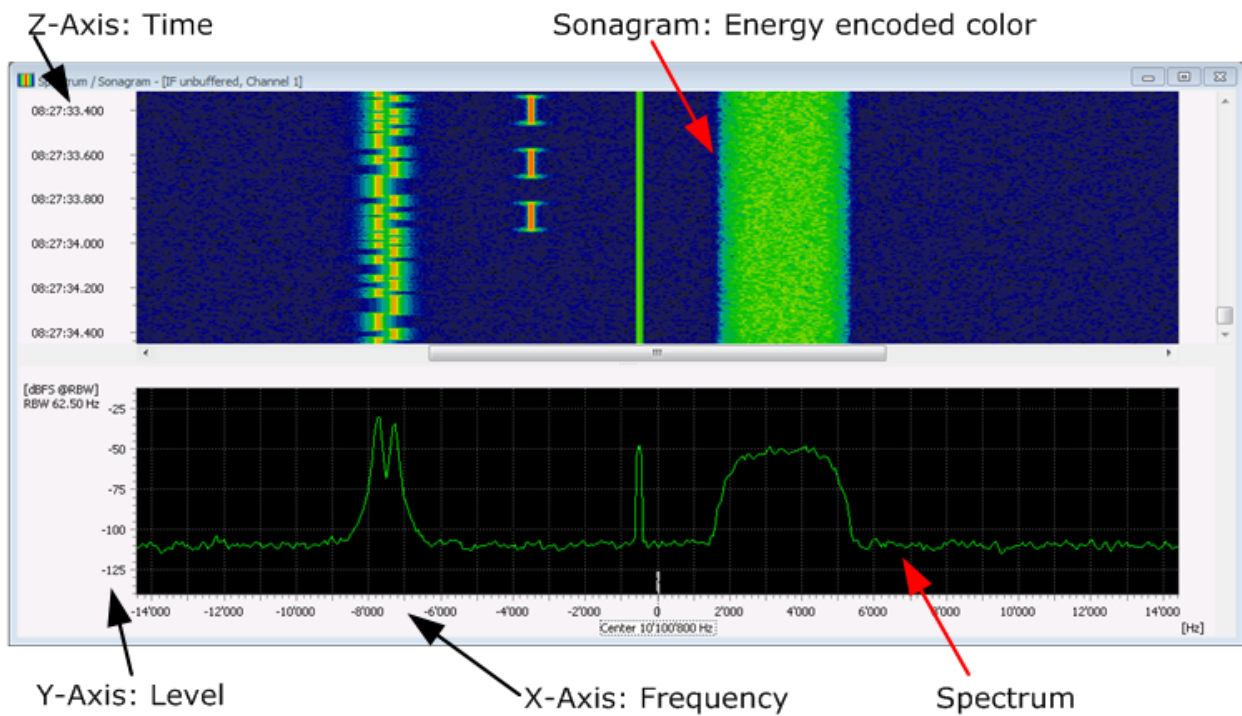 Z-Axis: Time
Sonagram: Energy encoded color
Spectrum / Sonagram - [IF unbuffered, Channel 1]
08:27:33.400
08:27:33.600
08:27:33.800
08:27:34.000
08:27:34.200
08:27:34.400
[dBFS @RBW]
RBW 62.50 Hz
-25
-50
-75
-100
-125
-14'000 -12'000 -10'000 -8'000 -6'000 -4'000 -2'000 0 2'000 4'000 6'000 8'000 10'000 12'000 14'000
Center 10'100'800 Hz [Hz]
Y-Axis: Level
X-Axis: Frequency
Spectrum